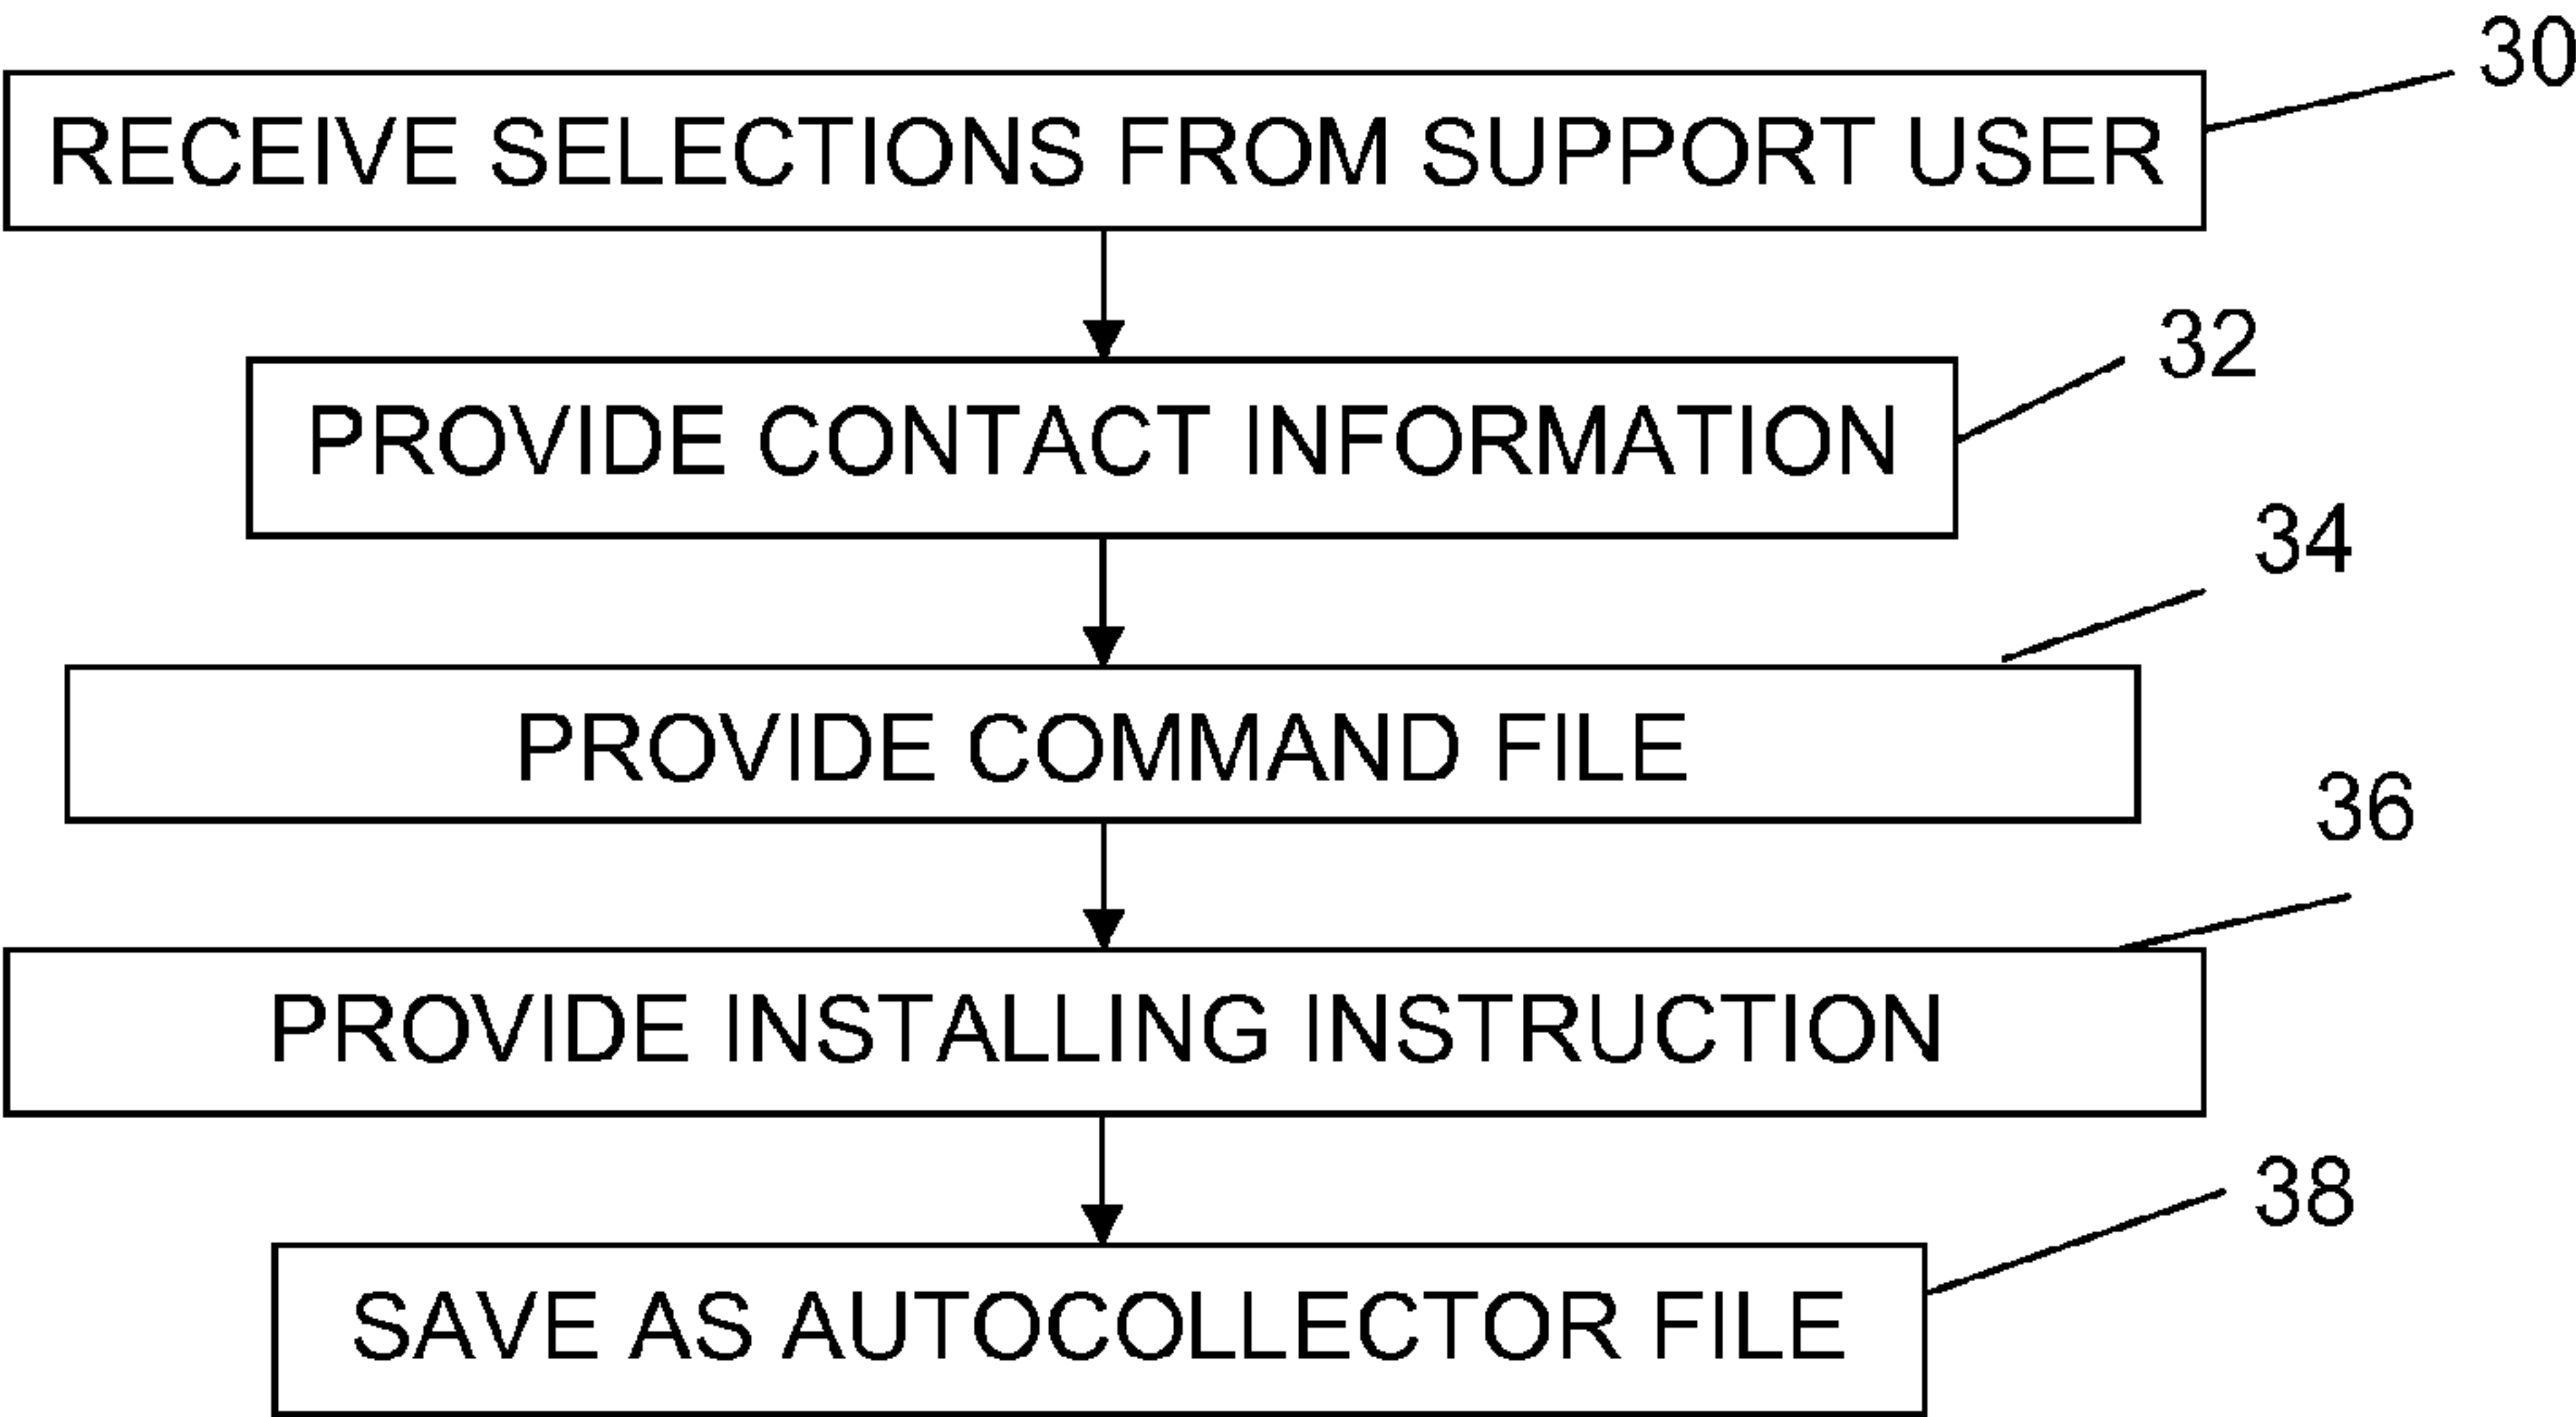 30
RECEIVE SELECTIONS FROM SUPPORT USER
32
PROVIDE CONTACT INFORMATION
34
PROVIDE COMMAND FILE
36
PROVIDE INSTALLING INSTRUCTION
38
SAVE AS AUTOCOLLECTOR FILE